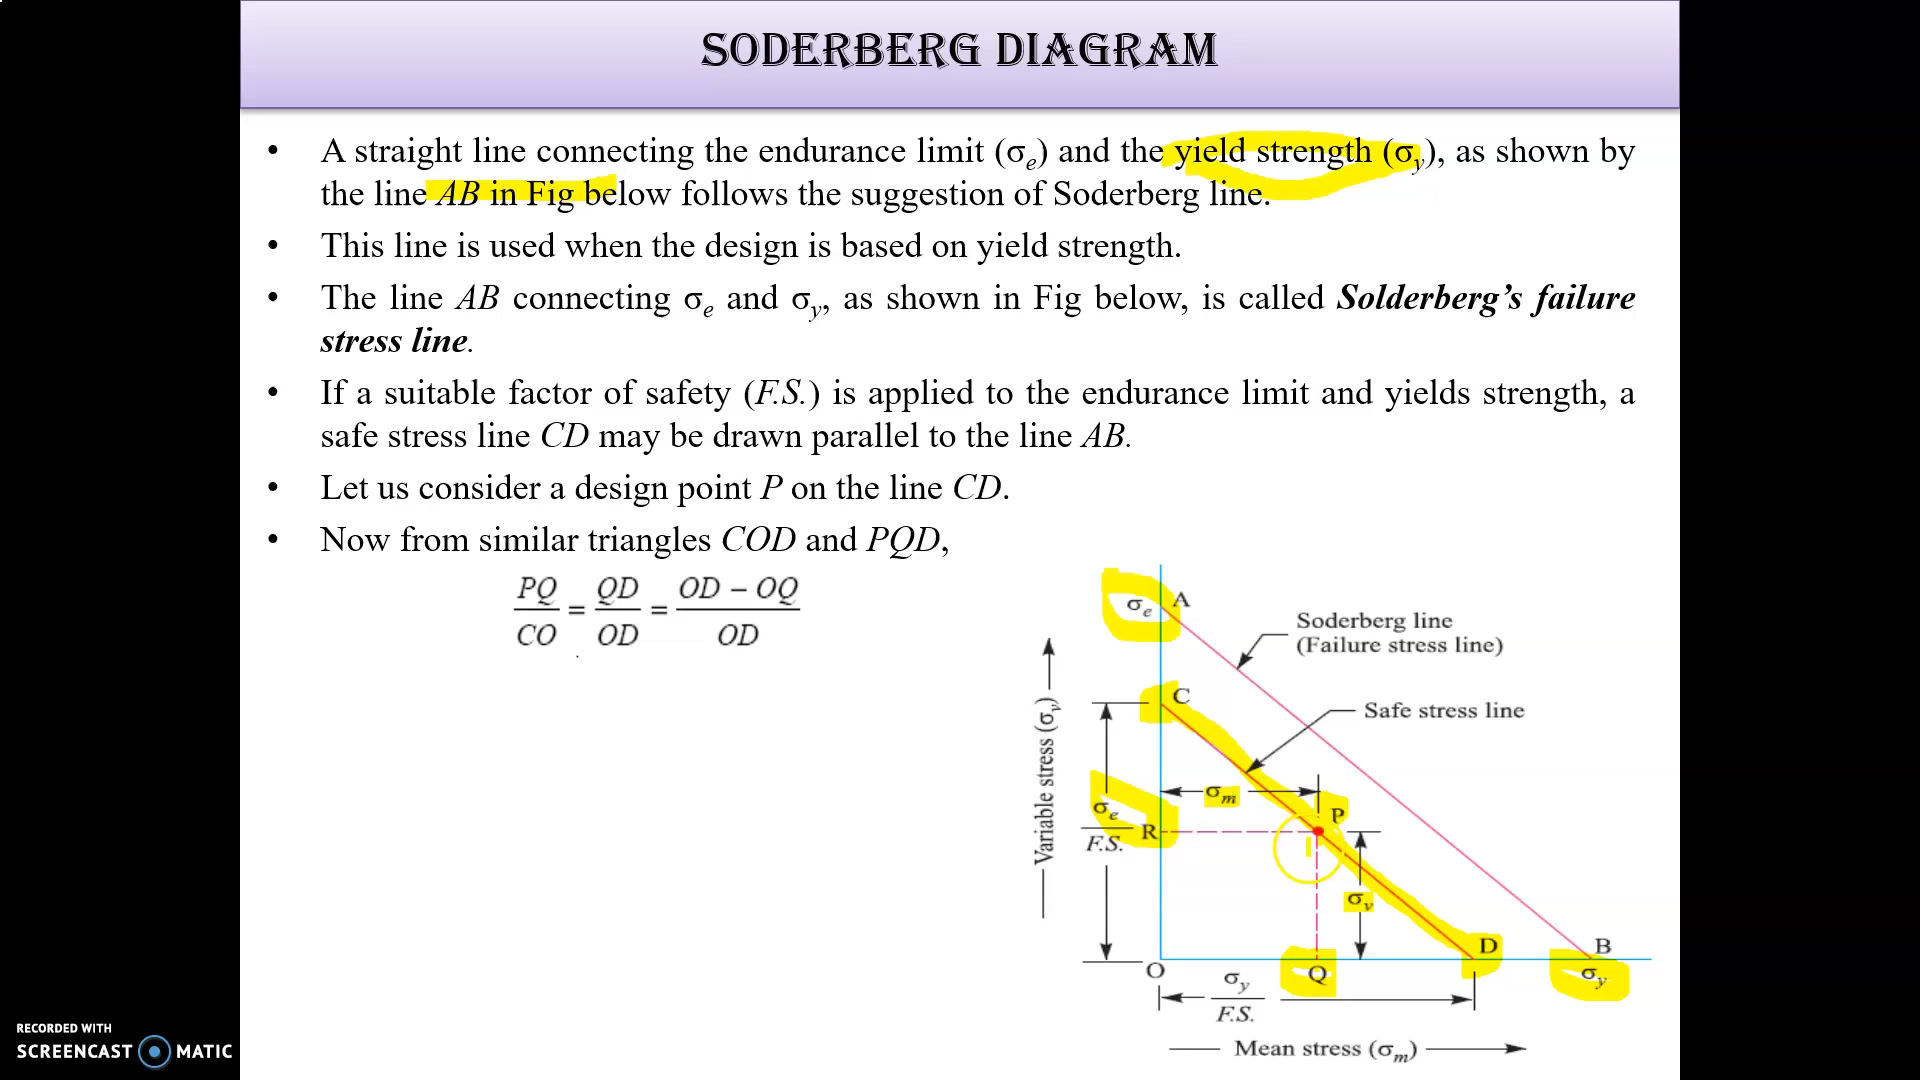 SODERBERG DIAGRAM
• A straight line connecting the endurance limit (σe) and the yield strength (σy), as shown by
the line AB in Fig below follows the suggestion of Soderberg line.
• This line is used when the design is based on yield strength.
• The line AB connecting σe and σy, as shown in Fig below, is called Solderberg’s failure
stress line.
• If a suitable factor of safety (F.S.) is applied to the endurance limit and yields strength, a
safe stress line CD may be drawn parallel to the line AB.
• Let us consider a design point P on the line CD.
• Now from similar triangles COD and PQD,
PQ/CO = QD/OD = (OD – OQ)/OD
σe A
Soderberg line
(Failure stress line)
C
Safe stress line
Variable stress (σv)
σm
P
σe/F.S.
R
σv
D
B
O
Q
σy
σy/F.S.
Mean stress (σm)
RECORDED WITH
SCREENCAST MATIC